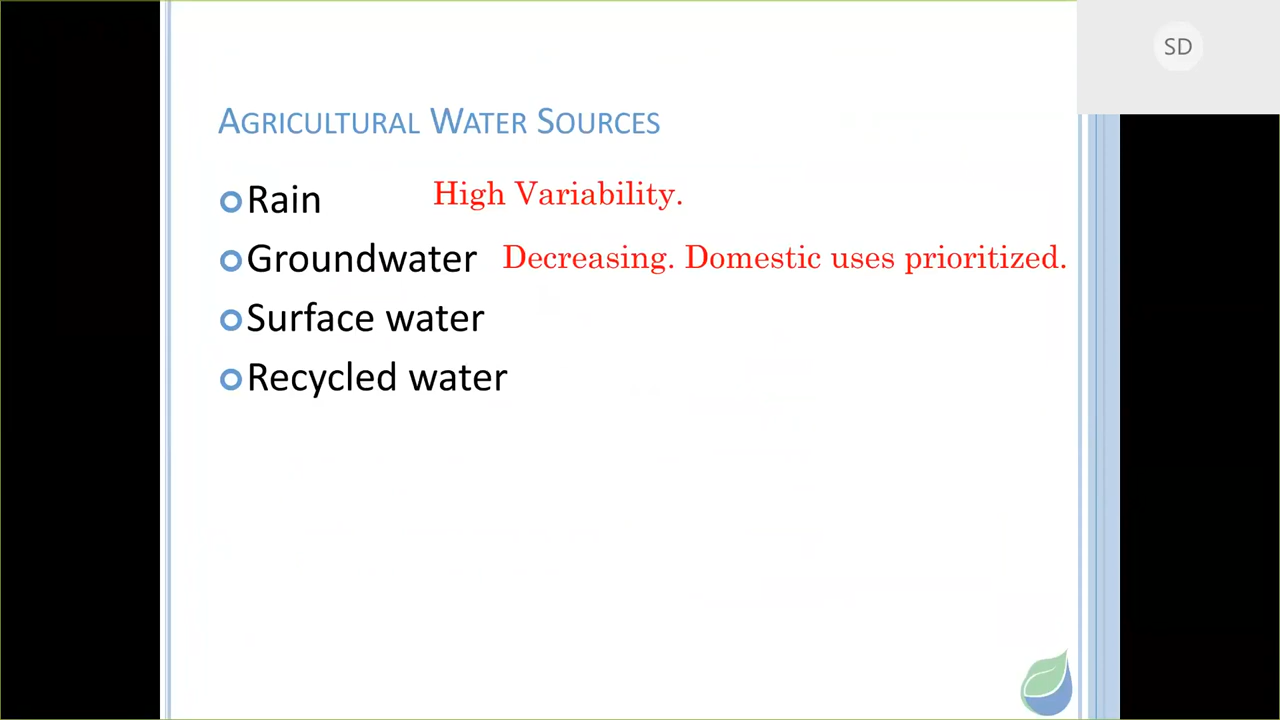 SD
AGRICULTURAL WATER SOURCES
Rain High Variability.
Groundwater Decreasing. Domestic uses prioritized.
Surface water
Recycled water